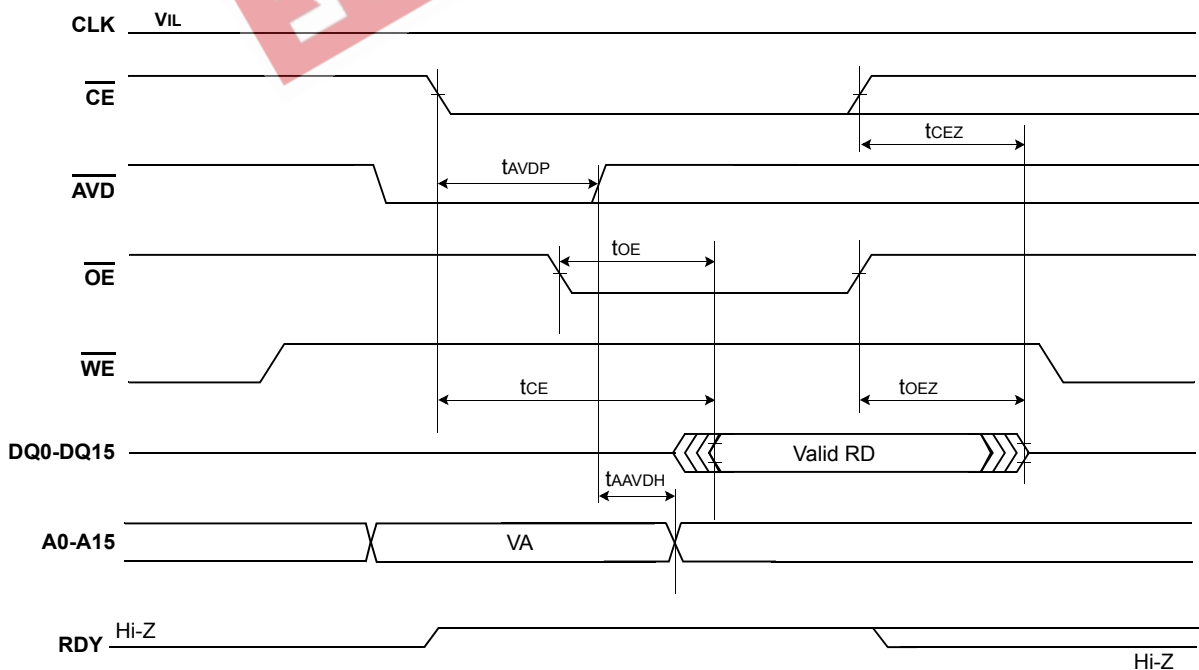 CLK VIL
CE
tCEZ
tAVDP
AVD
tOE
OE
WE
tCE
tOEZ
DQ0-DQ15 Valid RD
tAAVDH
A0-A15 VA
RDY Hi-Z
Hi-Z